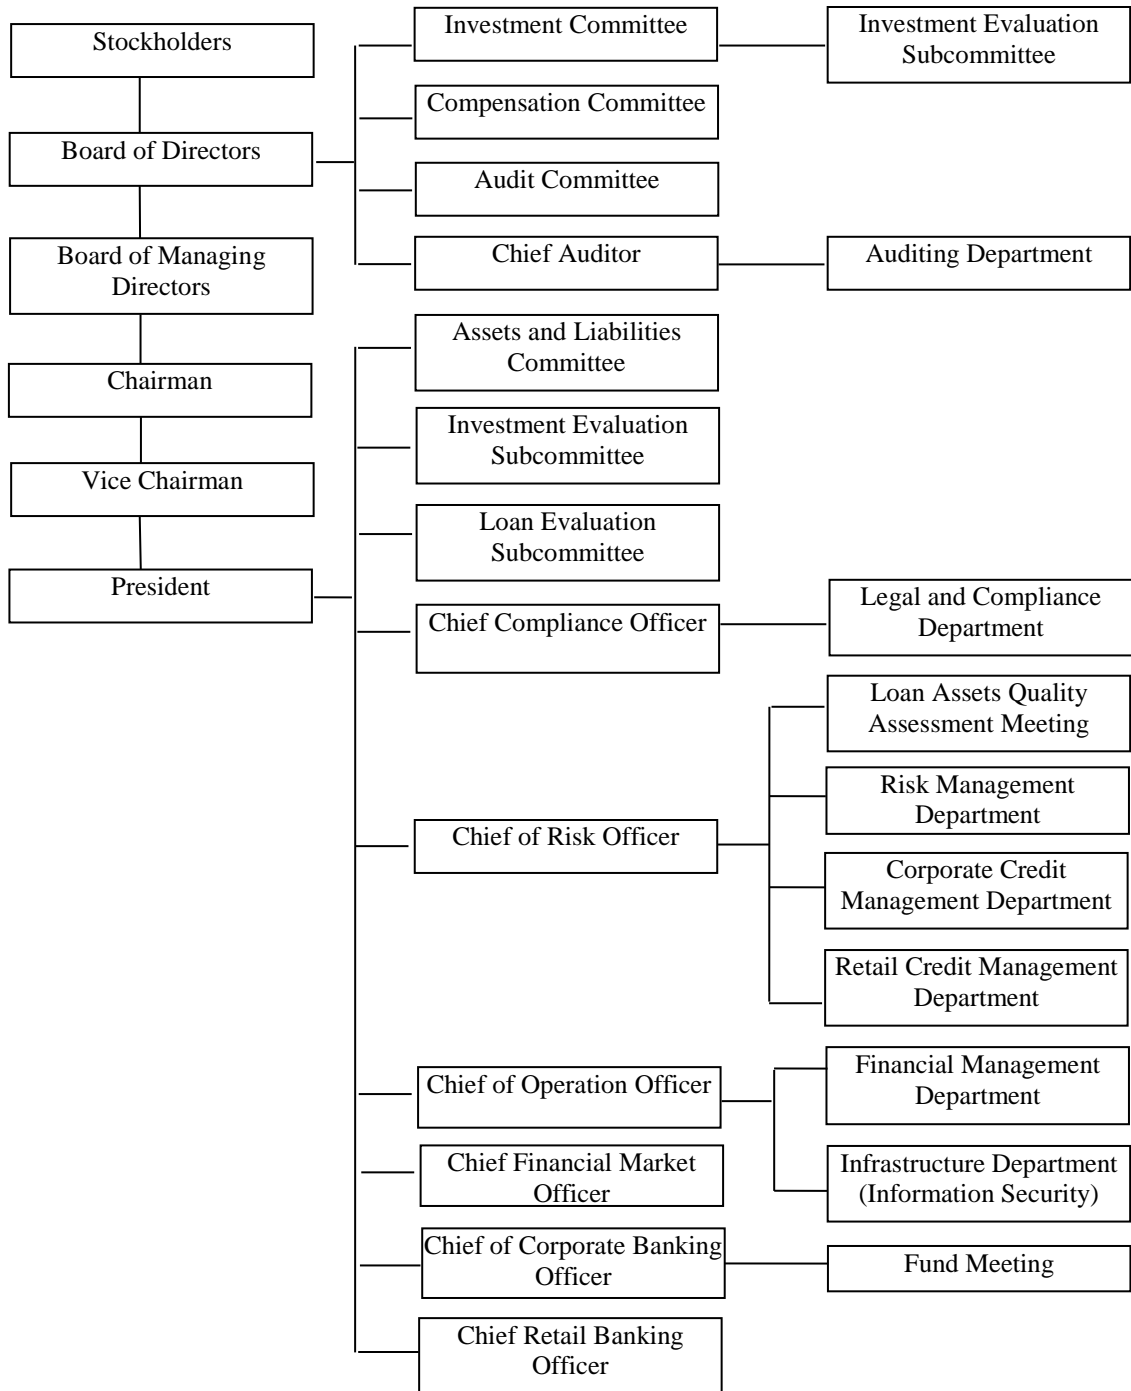 Stockholders
Board of Directors
Board of Managing
Directors
Chairman
Vice Chairman
President
Investment Committee
Compensation Committee
Audit Committee
Chief Auditor
Assets and Liabilities
Committee
Investment Evaluation
Subcommittee
Loan Evaluation
Subcommittee
Chief Compliance Officer
Chief of Risk Officer
Chief of Operation Officer
Chief Financial Market
Officer
Chief of Corporate Banking
Officer
Chief Retail Banking
Officer
Investment Evaluation
Subcommittee
Auditing Department
Legal and Compliance
Department
Loan Assets Quality
Assessment Meeting
Risk Management
Department
Corporate Credit
Management Department
Retail Credit Management
Department
Financial Management
Department
Infrastructure Department
(Information Security)
Fund Meeting